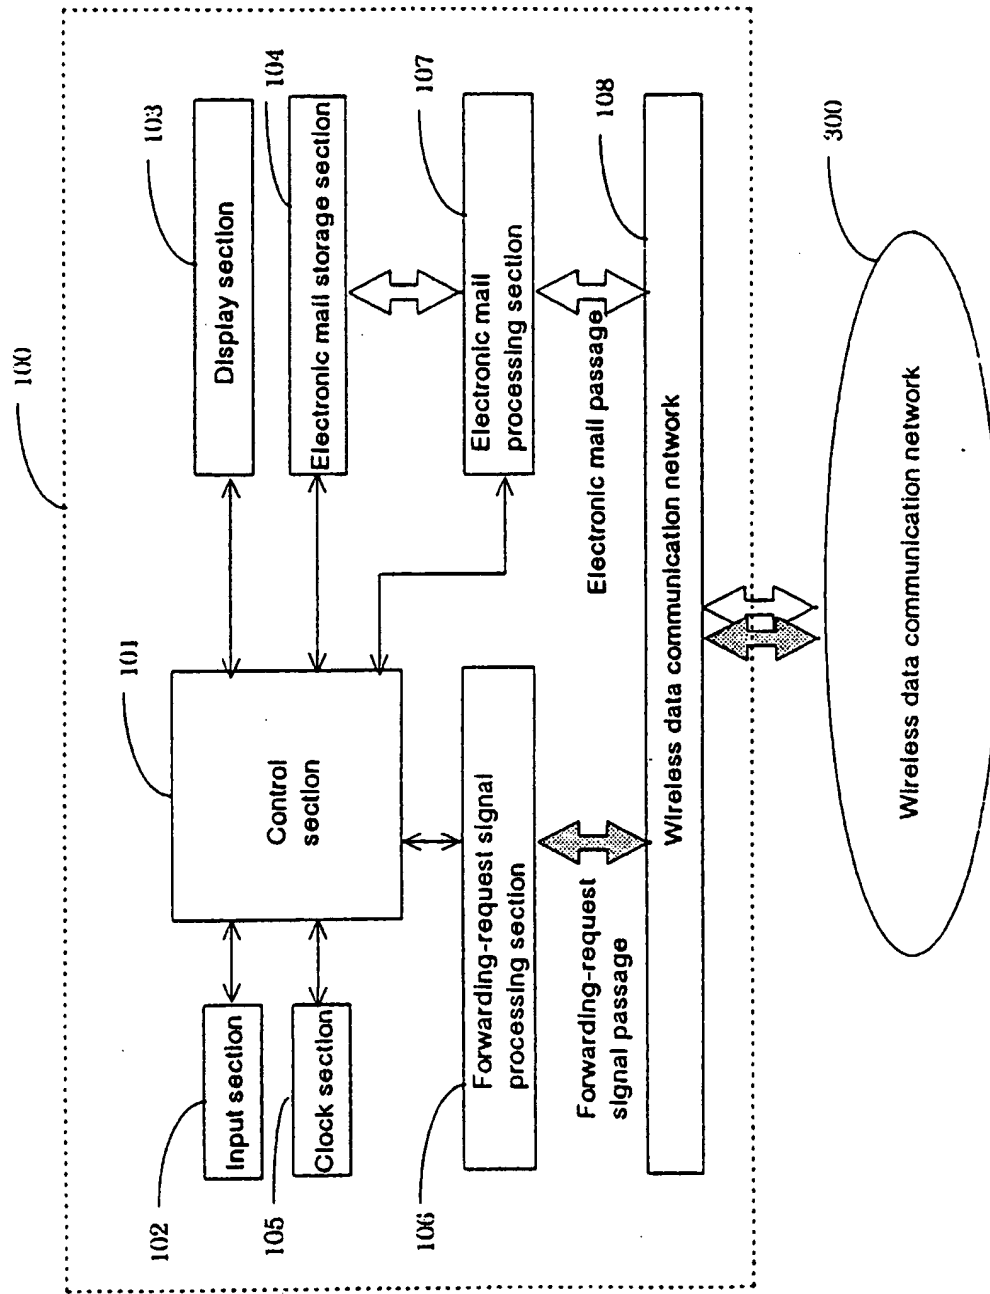 100
101
Control
section
102
Input section
105
Clock section
103
Display section
104
Electronic mail storage section
107
Electronic mail
processing section
106
Forwarding-request signal
processing section
Forwarding-request
signal passage
Electronic mail passage
108
Wireless data communication network
300
Wireless data communication network